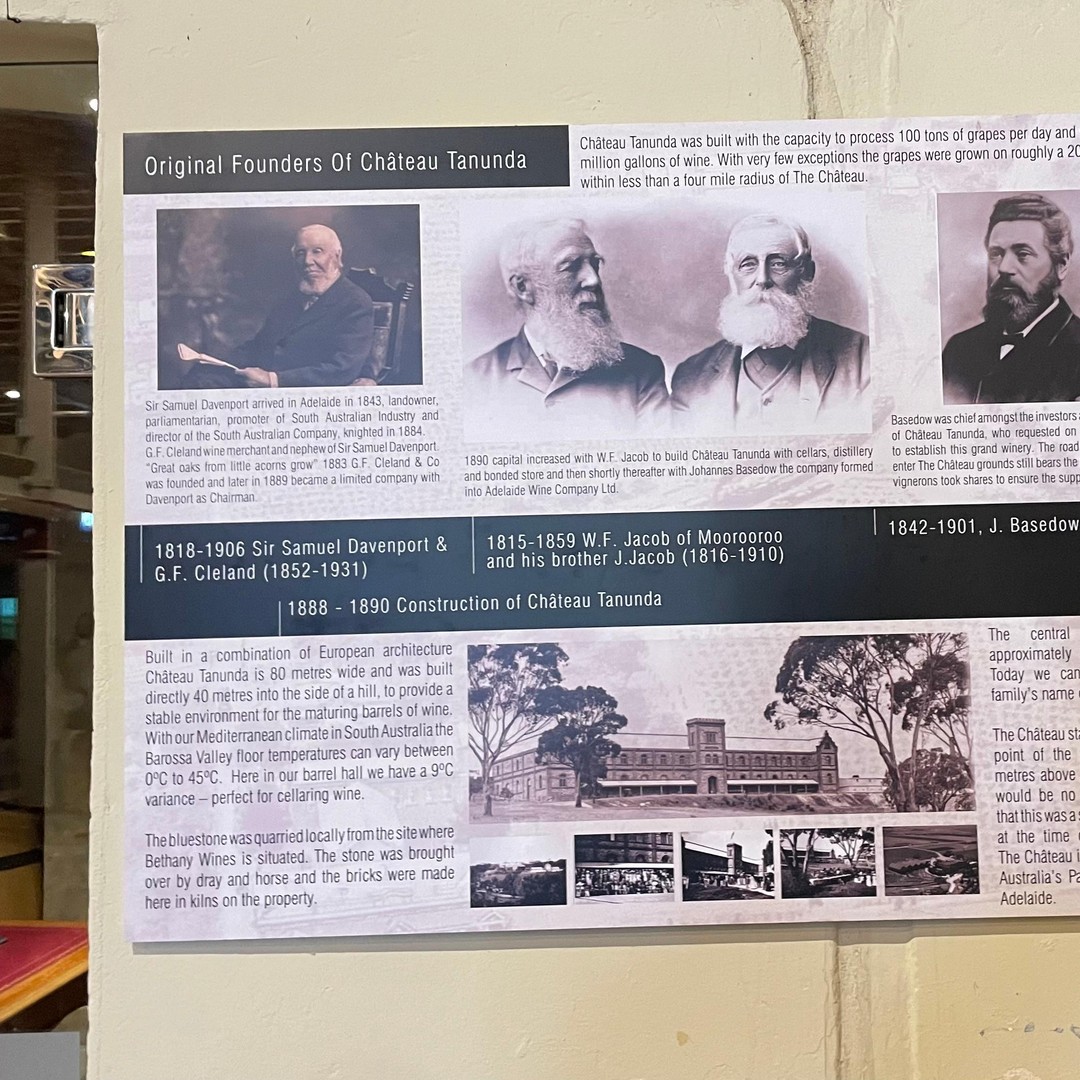 Original Founders Of Château Tanunda
Château Tanunda was built with the capacity to process 100 tons of grapes per day and
million gallons of wine. With very few exceptions the grapes were grown on roughly a 20
within less than a four mile radius of The Château.
Sir Samuel Davenport arrived in Adelaide in 1843, landowner,
parliamentarian, promoter of South Australian Industry and
director of the South Australian Company, knighted in 1884.
G.F. Cleland wine merchant and nephew of Sir Samuel Davenport.
"Great oaks from little acorns grow" 1883 G.F. Cleland & Co
was founded and later in 1889 became a limited company with
Davenport as Chairman.
1890 capital increased with W.F. Jacob to build Château Tanunda with cellars, distillery
and bonded store and then shortly thereafter with Johannes Basedow the company formed
into Adelaide Wine Company Ltd.
Basedow was chief amongst the investors
of Château Tanunda, who requested on
to establish this grand winery. The road
enter The Château grounds still bears the
vignerons took shares to ensure the supp
1818-1906 Sir Samuel Davenport &
G.F. Cleland (1852-1931)
1815-1859 W.F. Jacob of Moorooroo
and his brother J.Jacob (1816-1910)
1842-1901, J. Basedow
1888 - 1890 Construction of Château Tanunda
Built in a combination of European architecture
Château Tanunda is 80 metres wide and was built
directly 40 metres into the side of a hill, to provide a
stable environment for the maturing barrels of wine.
With our Mediterranean climate in South Australia the
Barossa Valley floor temperatures can vary between
0ºC to 45ºC. Here in our barrel hall we have a 9ºC
variance – perfect for cellaring wine.
The bluestone was quarried locally from the site where
Bethany Wines is situated. The stone was brought
over by dray and horse and the bricks were made
here in kilns on the property.
The central
approximately
Today we can
family's name
The Château sta
point of the
metres above
would be no
that this was a
at the time
The Château i
Australia's Pa
Adelaide.